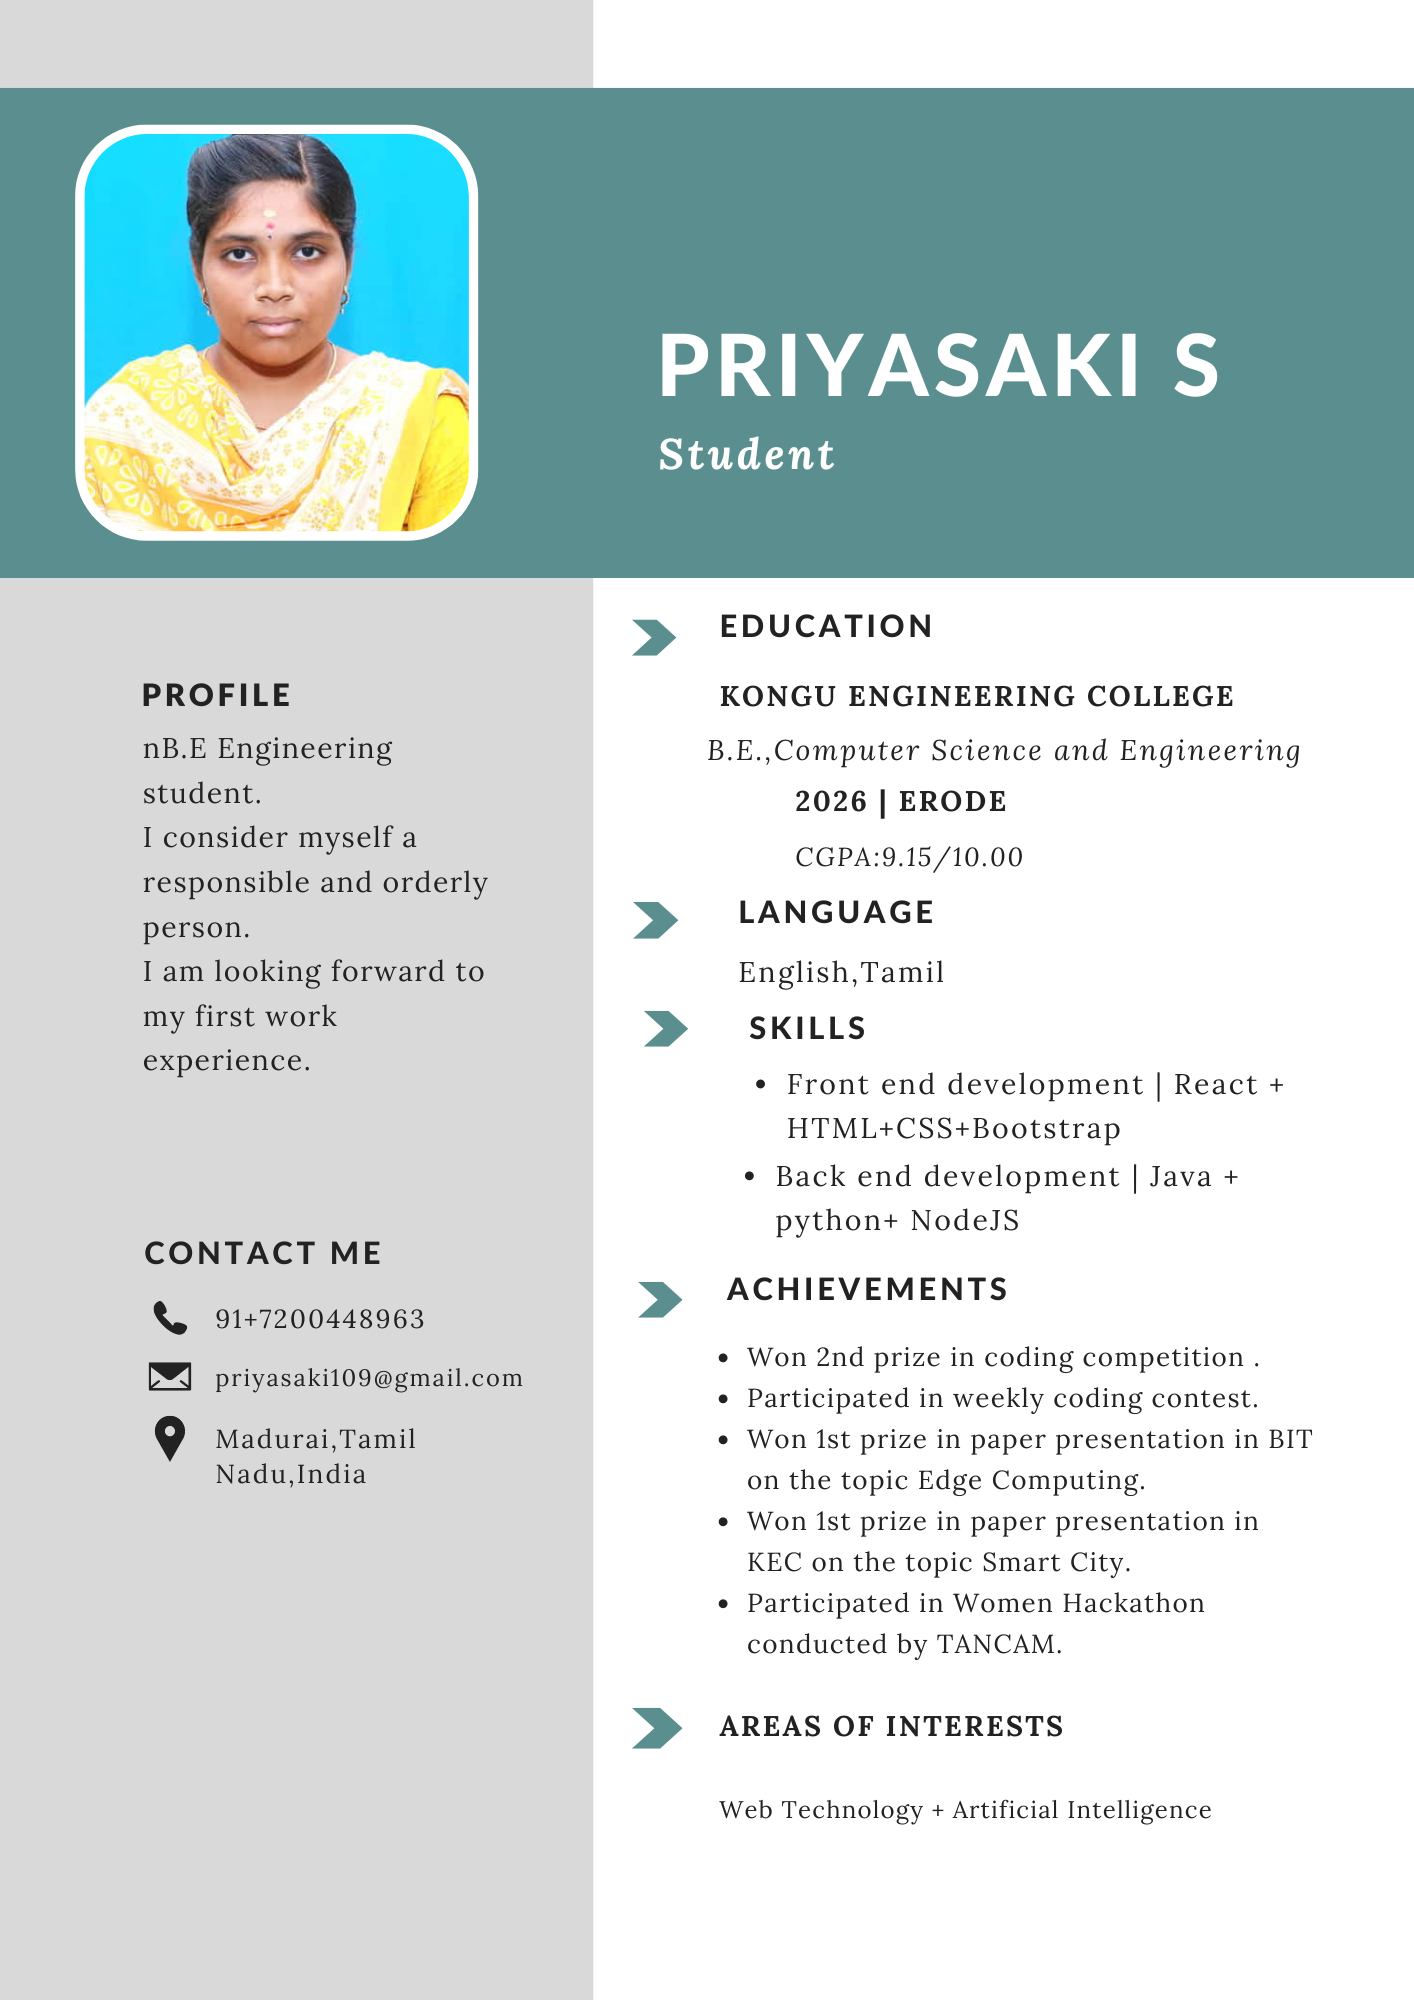 PRIYASAKI S
Student
PROFILE
nB.E Engineering
student.
I consider myself a
responsible and orderly
person.
I am looking forward to
my first work
experience.
CONTACT ME
91+7200448963
priyasaki109@gmail.com
Madurai,Tamil
Nadu,India
EDUCATION
KONGU ENGINEERING COLLEGE
B.E.,Computer Science and Engineering
2026 | ERODE
CGPA:9.15/10.00
LANGUAGE
English,Tamil
SKILLS
• Front end development | React +
HTML+CSS+Bootstrap
• Back end development | Java +
python+ NodeJS
ACHIEVEMENTS
• Won 2nd prize in coding competition .
• Participated in weekly coding contest.
• Won 1st prize in paper presentation in BIT
on the topic Edge Computing.
• Won 1st prize in paper presentation in
KEC on the topic Smart City.
• Participated in Women Hackathon
conducted by TANCAM.
AREAS OF INTERESTS
Web Technology + Artificial Intelligence